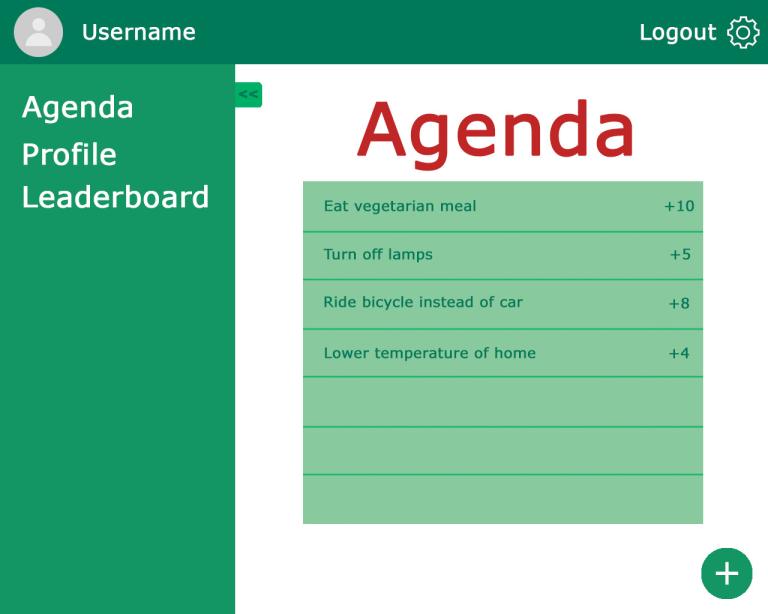 Username
Logout
Agenda
Profile
Leaderboard
<<
Agenda
Eat vegetarian meal +10
Turn off lamps +5
Ride bicycle instead of car +8
Lower temperature of home +4
+